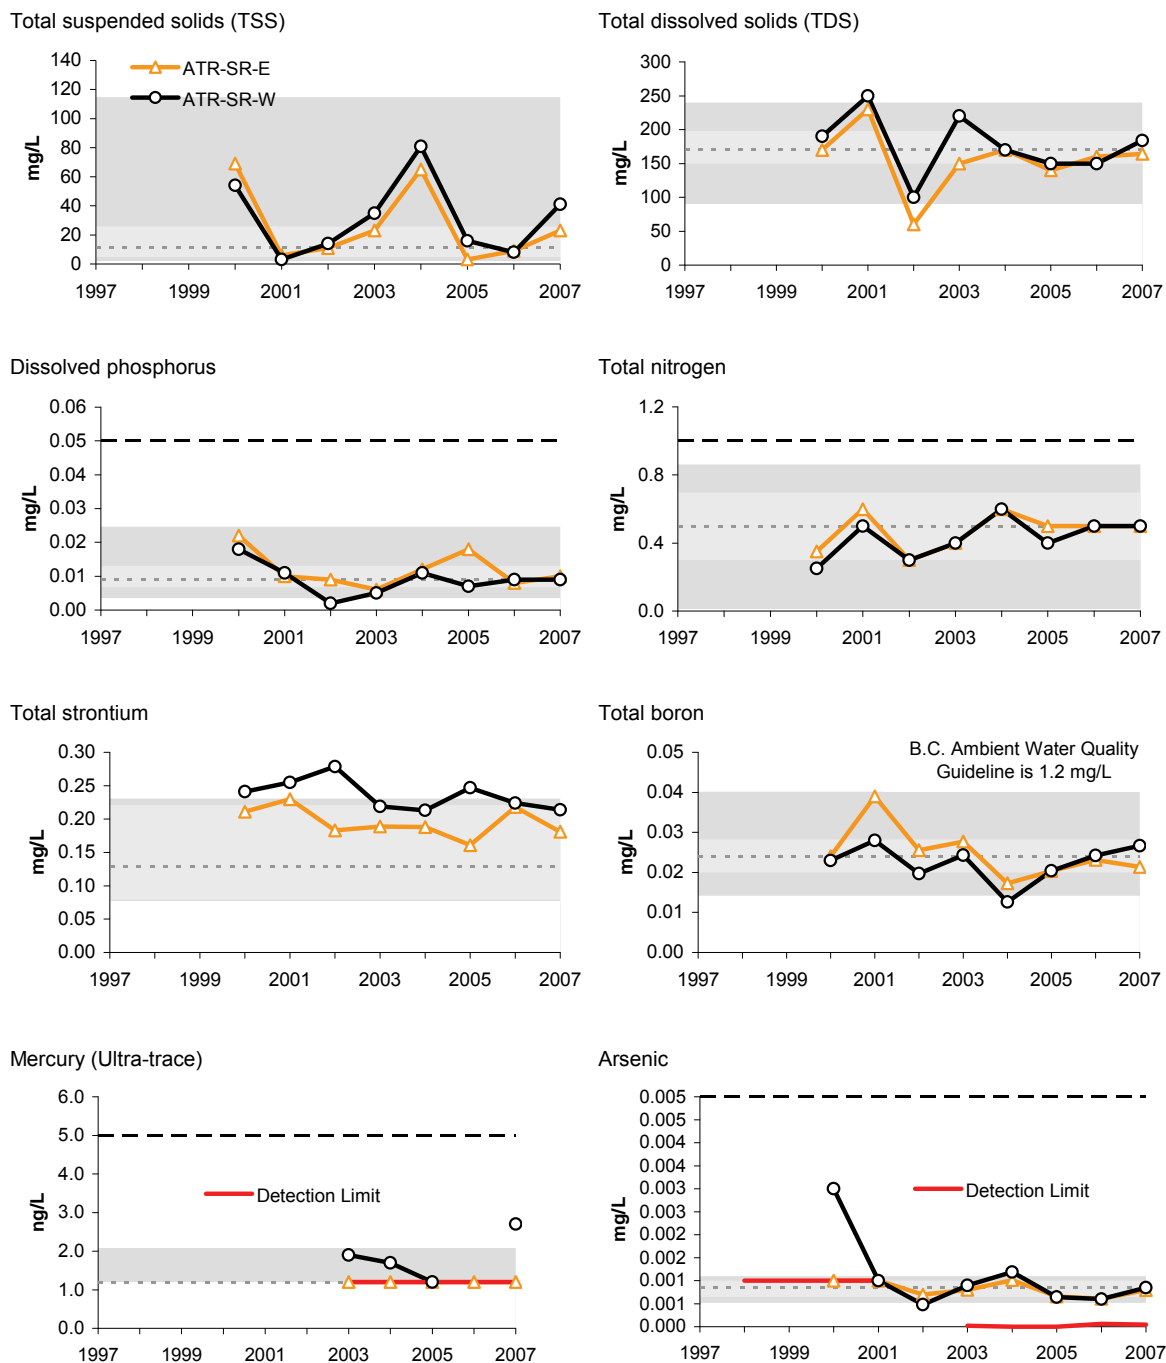 Total suspended solids (TSS)
mg/L
140
120
100
80
60
40
20
0
ATR-SR-E
ATR-SR-W
1997 1999 2001 2003 2005 2007
Total dissolved solids (TDS)
mg/L
300
250
200
150
100
50
0
1997 1999 2001 2003 2005 2007
300
Dissolved phosphorus
mg/L
0.06
0.05
0.04
0.03
0.02
0.01
0.00
1997 1999 2001 2003 2005 2007
Total nitrogen
mg/L
1.2
0.8
0.4
0.0
1997 1999 2001 2003 2005 2007
Total strontium
mg/L
0.30
0.25
0.20
0.15
0.10
0.05
0.00
1997 1999 2001 2003 2005 2007
Total boron
mg/L
0.05
0.04
0.03
0.02
0.01
0.00
B.C. Ambient Water Quality
Guideline is 1.2 mg/L
1997 1999 2001 2003 2005 2007
Mercury (Ultra-trace)
ng/L
6.0
5.0
4.0
3.0
2.0
1.0
0.0
Detection Limit
1997 1999 2001 2003 2005 2007
Arsenic
mg/L
0.005
0.005
0.004
0.004
0.003
0.003
0.002
0.002
0.001
0.001
0.000
Detection Limit
1997 1999 2001 2003 2005 2007